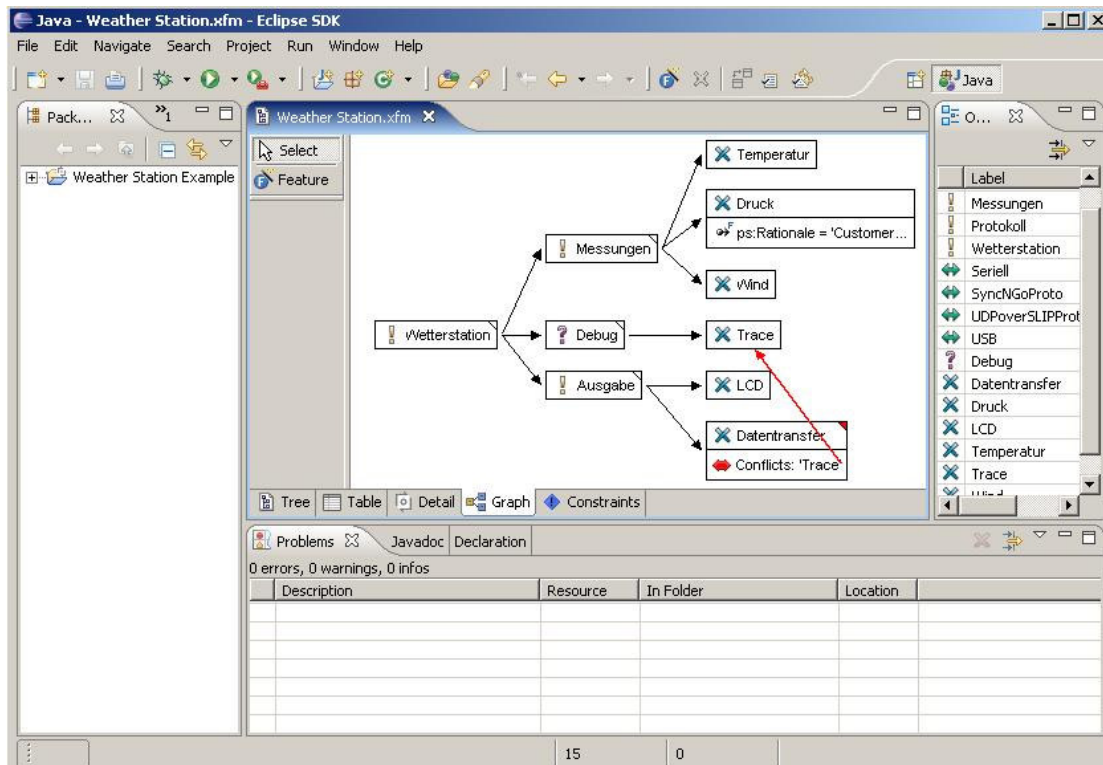 Java - Weather Station.xfm - Eclipse SDK
File Edit Navigate Search Project Run Window Help
Java
Pack...
»1
Weather Station Example
Weather Station.xfm
Select
Feature
Temperatur
Druck
ps:Rationale = 'Customer...
Messungen
Wind
Wetterstation
Debug
Trace
Ausgabe
LCD
Datentransfer
Conflicts: 'Trace'
Tree Table Detail Graph Constraints
O...
Label
Messungen
Protokoll
Wetterstation
Seriell
SyncNGoProto
UDPoverSLIPProt
USB
Debug
Datentransfer
Druck
LCD
Temperatur
Trace
Wind
Problems Javadoc Declaration
0 errors, 0 warnings, 0 infos
Description Resource In Folder Location
15 0